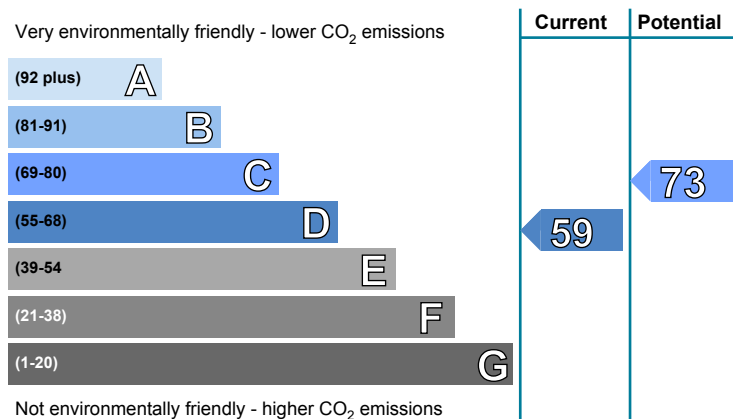 Current Potential
Very environmentally friendly - lower CO₂ emissions
(92 plus) A
(81-91) B
(69-80) C
73
(55-68) D
59
(39-54 E
(21-38) F
(1-20) G
Not environmentally friendly - higher CO₂ emissions